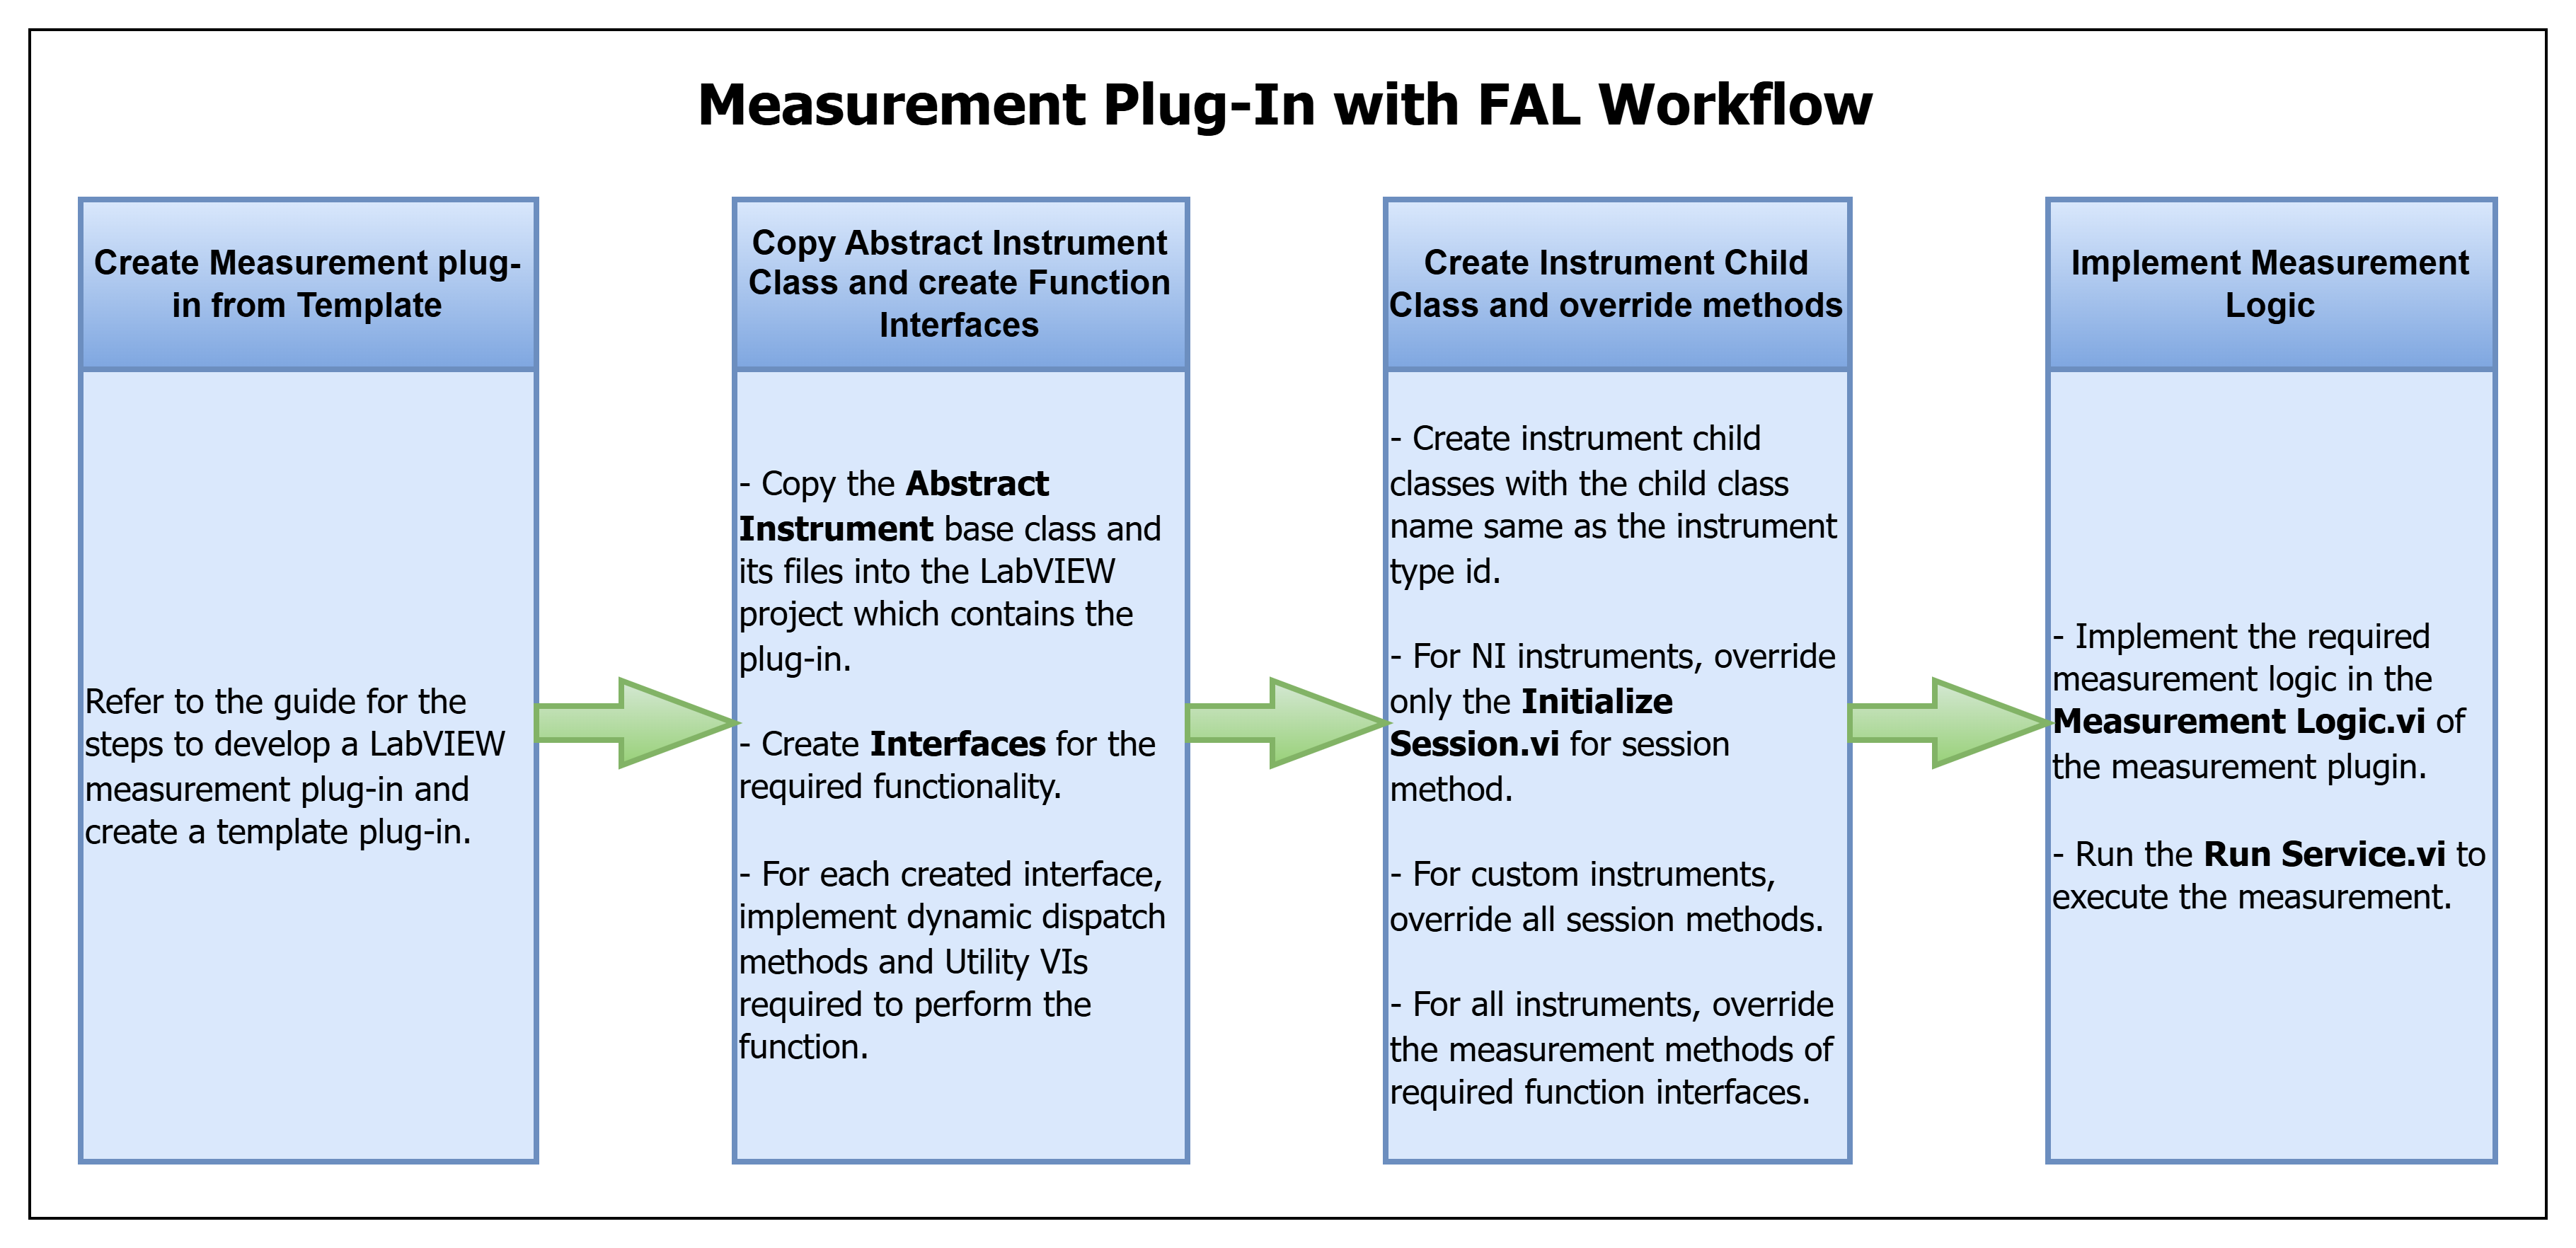 Measurement Plug-In with FAL Workflow
Create Measurement plug-
in from Template
Refer to the guide for the
steps to develop a LabVIEW
measurement plug-in and
create a template plug-in.
Copy Abstract Instrument
Class and create Function
Interfaces
- Copy the Abstract
Instrument base class and
its files into the LabVIEW
project which contains the
plug-in.
- Create Interfaces for the
required functionality.
- For each created interface,
implement dynamic dispatch
methods and Utility VIs
required to perform the
function.
Create Instrument Child
Class and override methods
- Create instrument child
classes with the child class
name same as the instrument
type id.
- For NI instruments, override
only the Initialize
Session.vi for session
method.
- For custom instruments,
override all session methods.
- For all instruments, override
the measurement methods of
required function interfaces.
Implement Measurement
Logic
- Implement the required
measurement logic in the
Measurement Logic.vi of
the measurement plugin.
- Run the Run Service.vi to
execute the measurement.